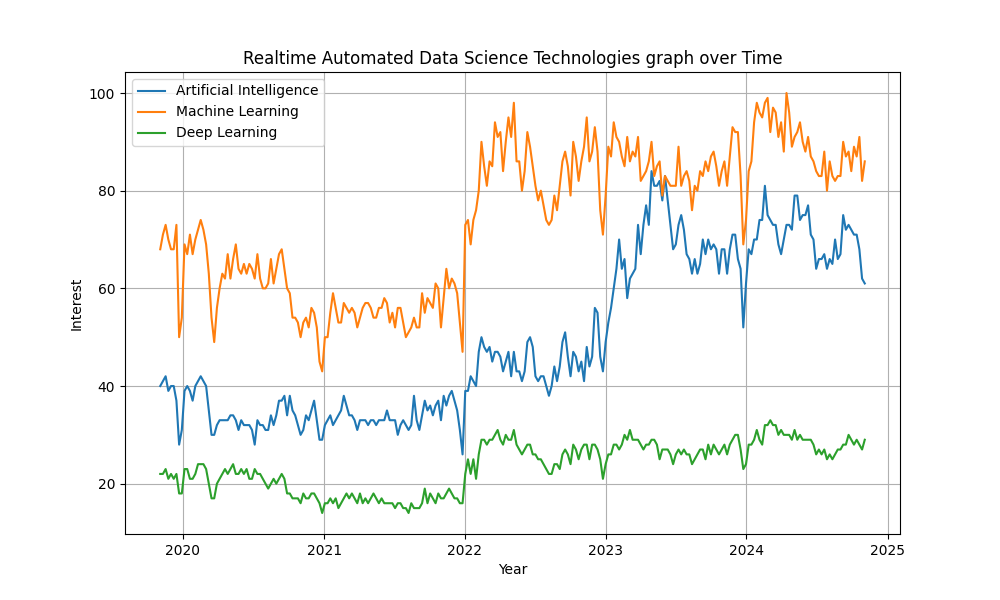 Realtime Automated Data Science Technologies graph over Time
Artificial Intelligence
Machine Learning
Deep Learning
100
80
60
40
20
Interest
2020 2021 2022 2023 2024 2025
Year